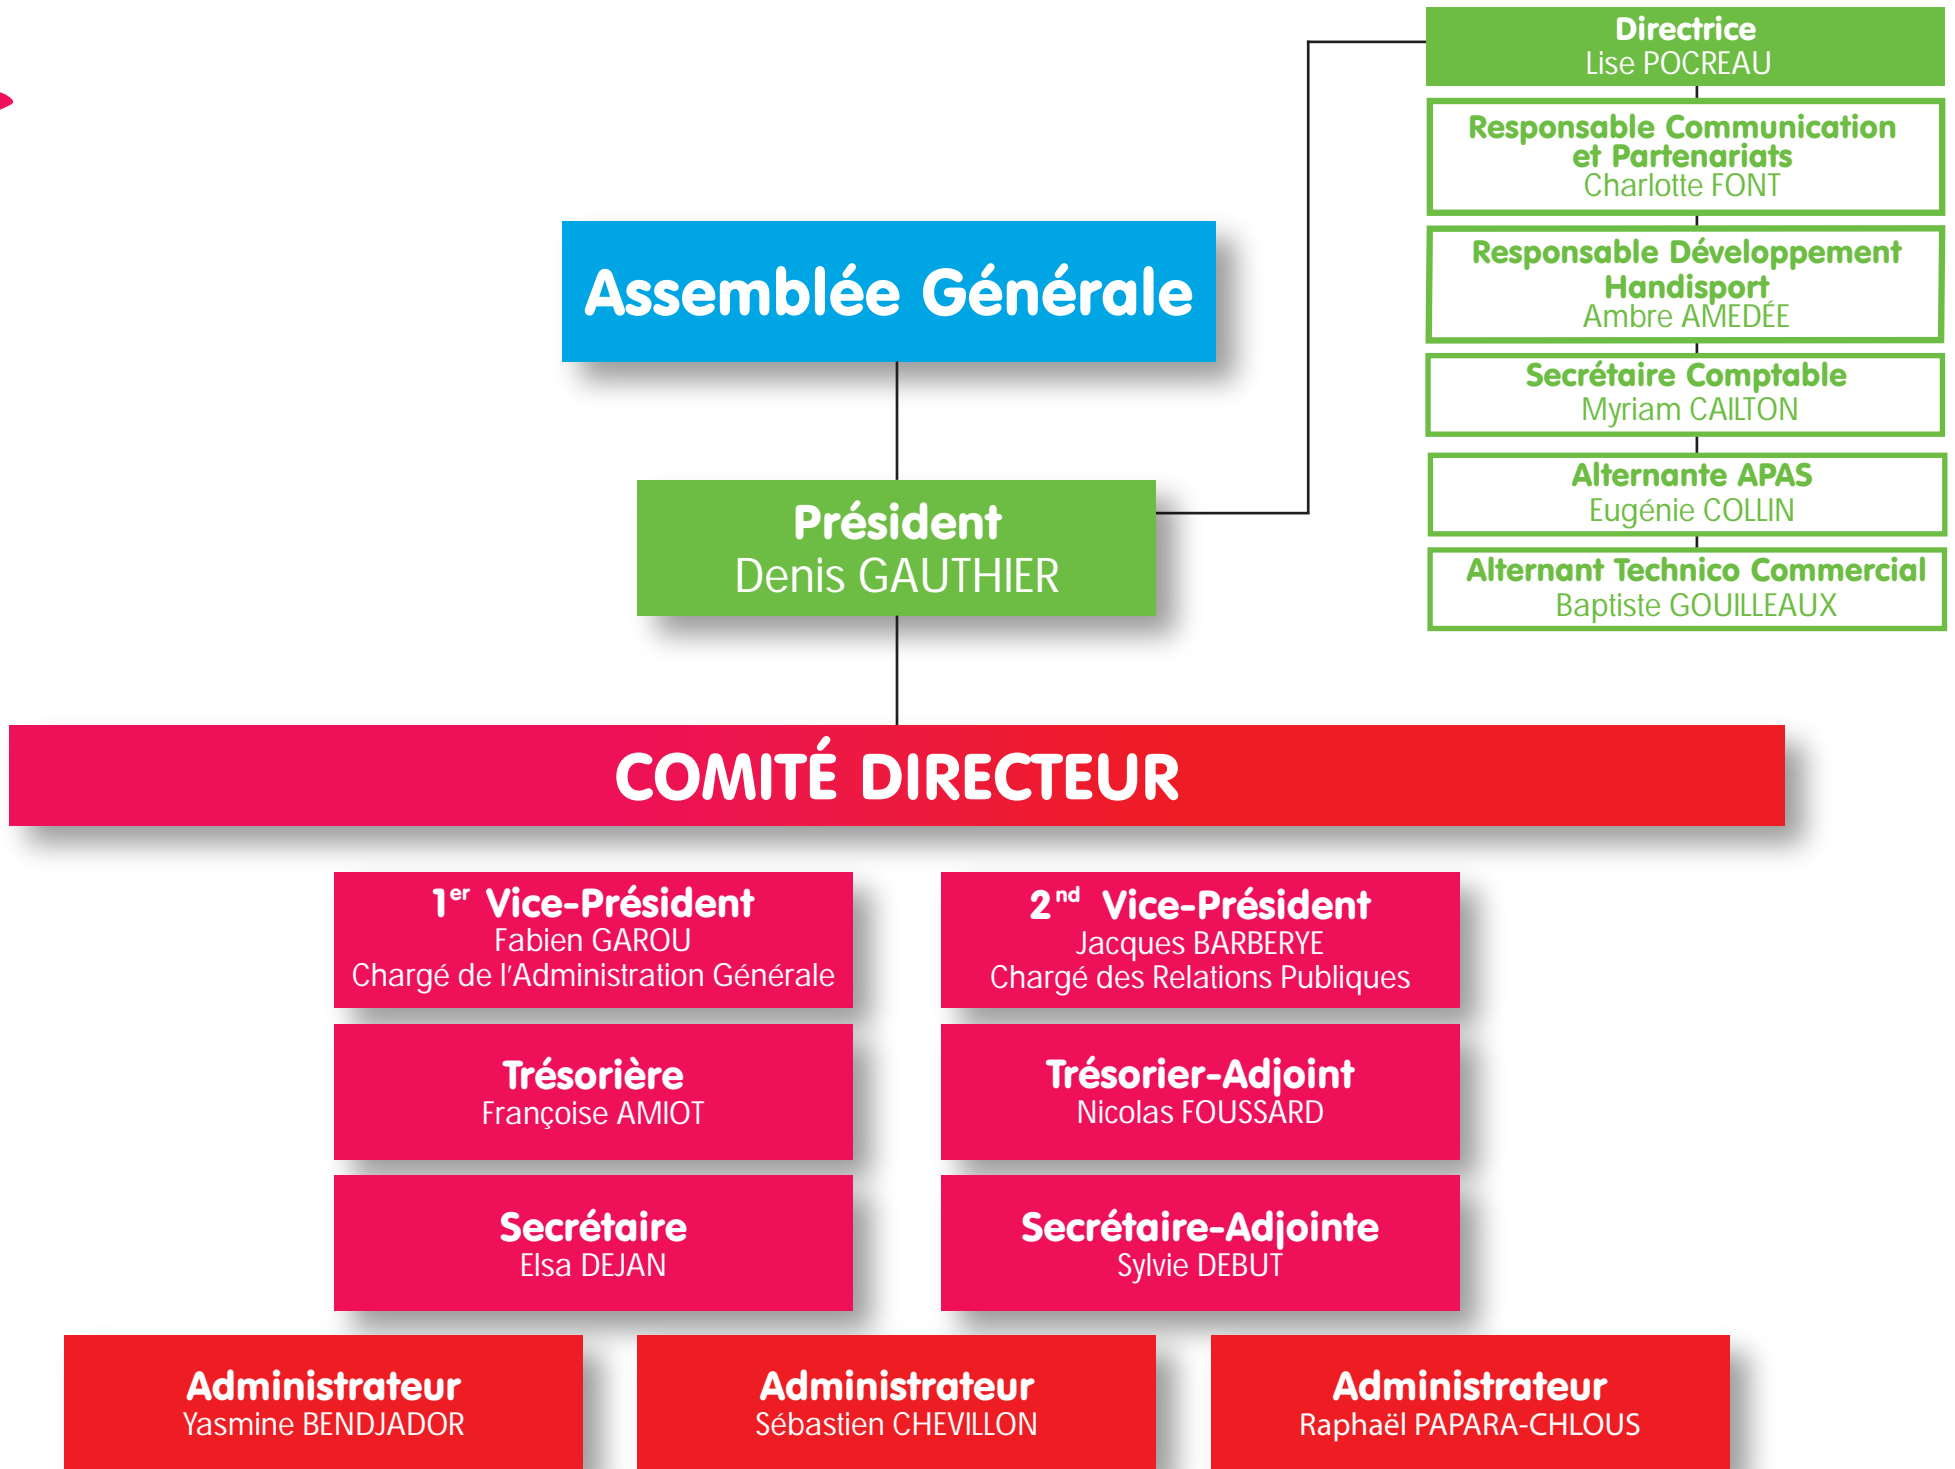 Directrice
Lise POCREAU
Responsable Communication
et Partenariats
Charlotte FONT
Responsable Développement
Handisport
Ambre AMEDÉE
Secrétaire Comptable
Myriam CAILTON
Alternante APAS
Eugénie COLLIN
Alternant Technico Commercial
Baptiste GOUILLEAUX
Assemblée Générale
Président
Denis GAUTHIER
COMITÉ DIRECTEUR
1er Vice-Président
Fabien GAROU
Chargé de l'Administration Générale
2nd Vice-Président
Jacques BARBERYE
Chargé des Relations Publiques
Trésorière
Françoise AMIOT
Trésorier-Adjoint
Nicolas FOUSSARD
Secrétaire
Elsa DEJAN
Secrétaire-Adjointe
Sylvie DEBUT
Administrateur
Yasmine BENDJADOR
Administrateur
Sébastien CHEVILLON
Administrateur
Raphaël PAPARA-CHLOUS